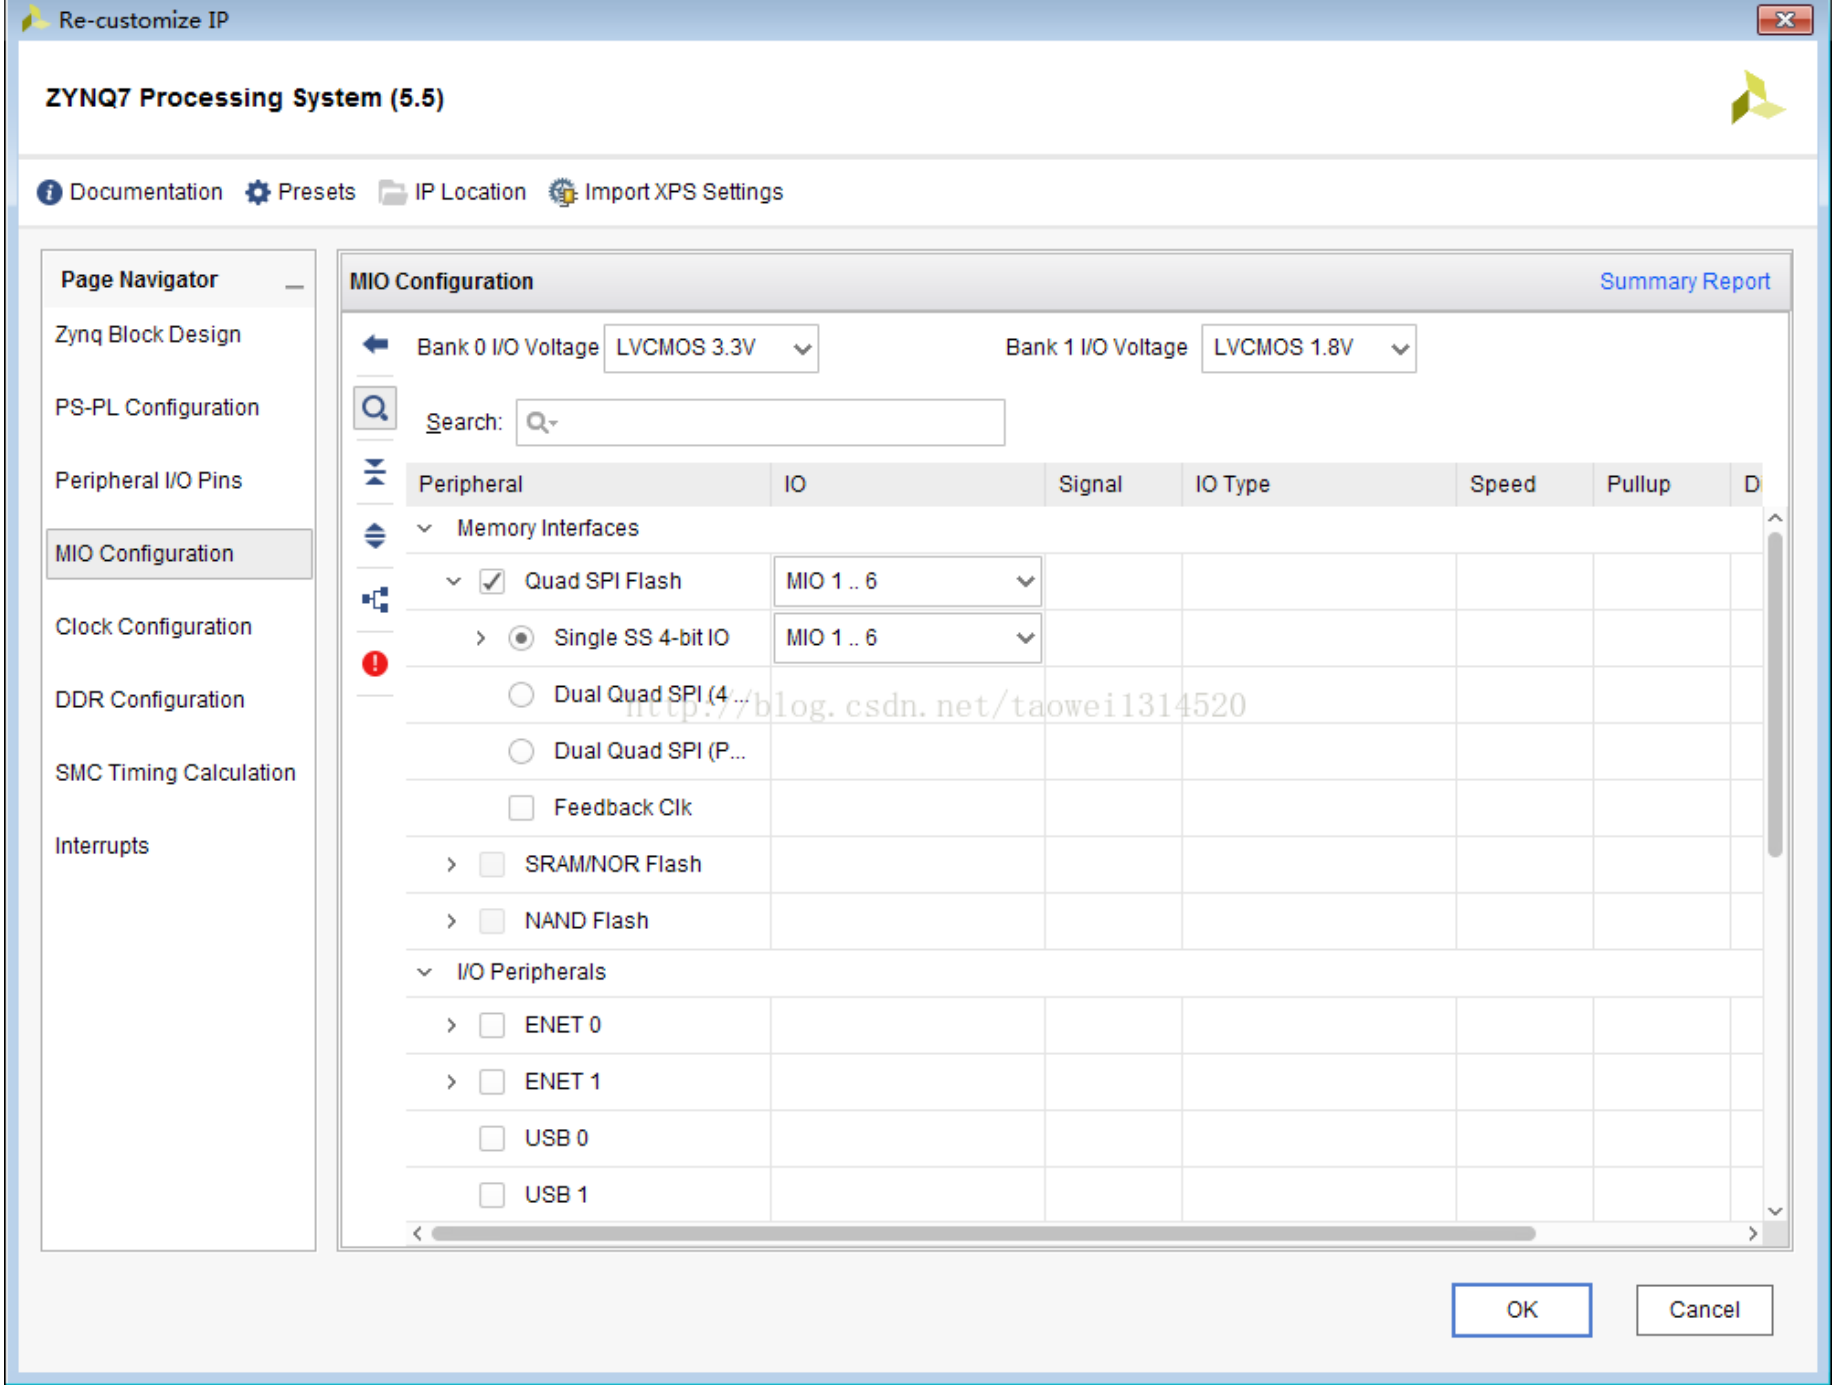 Re-customize IP
ZYNQ7 Processing System (5.5)
Documentation Presets IP Location Import XPS Settings
Page Navigator
Zynq Block Design
PS-PL Configuration
Peripheral I/O Pins
MIO Configuration
Clock Configuration
DDR Configuration
SMC Timing Calculation
Interrupts
MIO Configuration Summary Report
Bank 0 I/O Voltage LVCMOS 3.3V Bank 1 I/O Voltage LVCMOS 1.8V
Search:
Peripheral IO Signal IO Type Speed Pullup Di
Memory Interfaces
Quad SPI Flash MIO 1 .. 6
Single SS 4-bit IO MIO 1 .. 6
Dual Quad SPI (4 ...
http://blog.csdn.net/taowei1314520
Dual Quad SPI (P...
Feedback Clk
SRAM/NOR Flash
NAND Flash
I/O Peripherals
ENET 0
ENET 1
USB 0
USB 1
OK Cancel